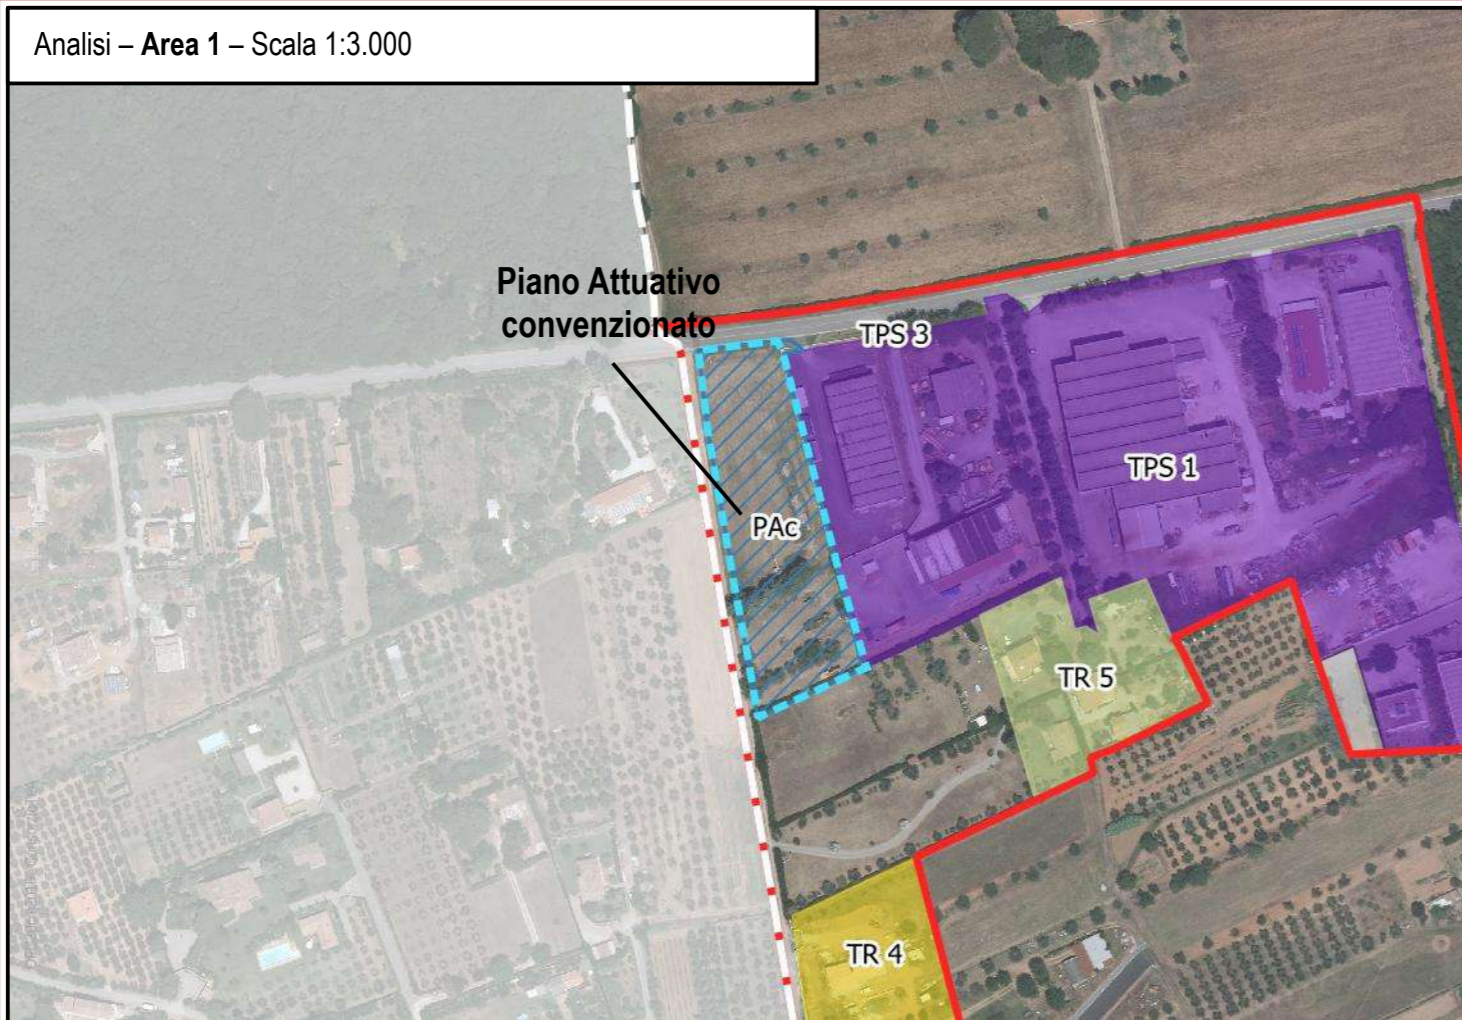 Analisi – Area 1 – Scala 1:3.000
Piano Attuativo
convenzionato
TPS 3
TPS 1
PAc
TR 5
TR 4